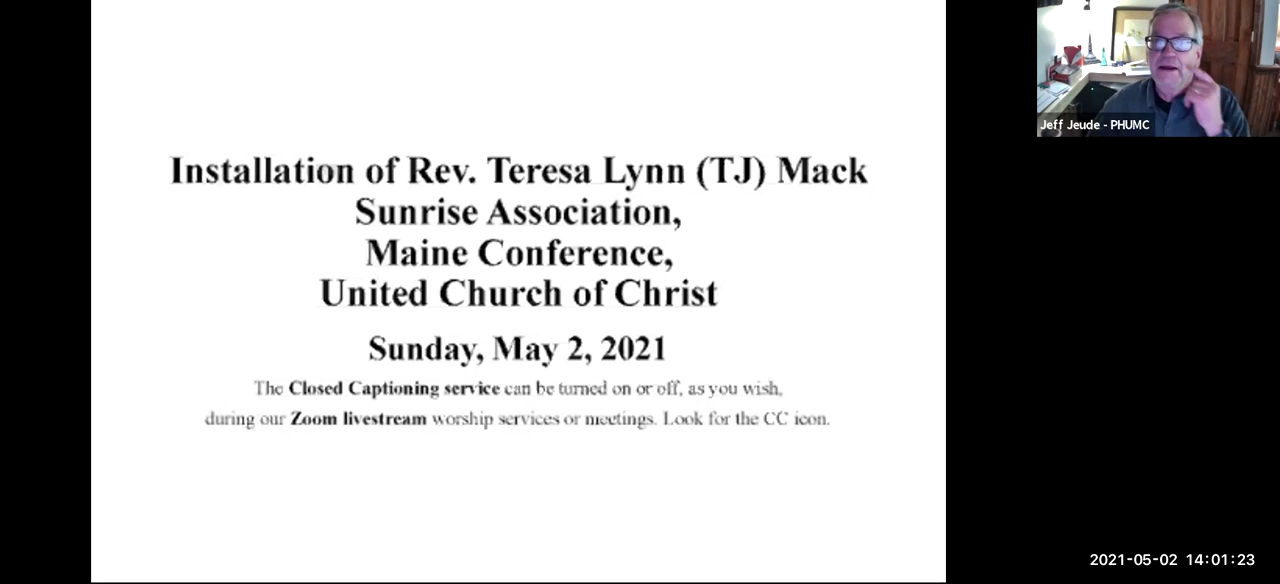 Installation of Rev. Teresa Lynn (TJ) Mack
Sunrise Association,
Maine Conference,
United Church of Christ
Sunday, May 2, 2021
The Closed Captioning service can be turned on or off, as you wish,
during our Zoom livestream worship services or meetings. Look for the CC icon.
Jeff Jeude - PHUMC
2021-05-02 14:01:23